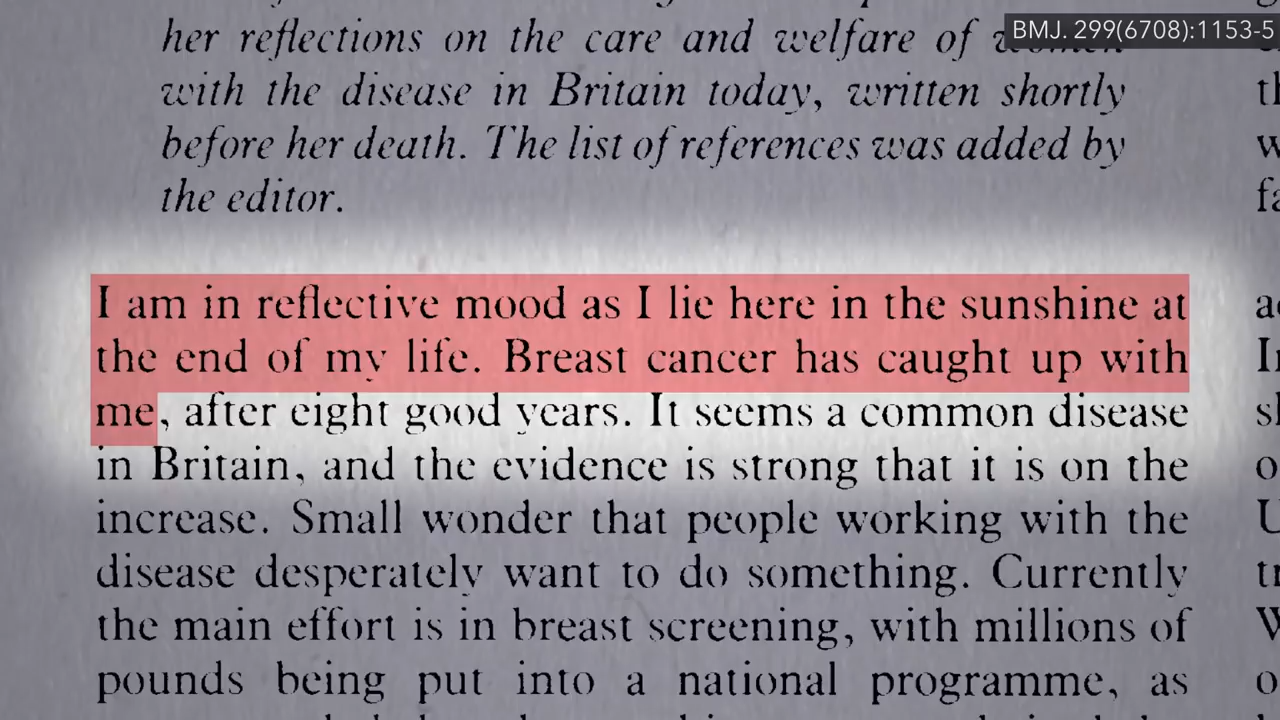 BMJ. 299(6708):1153-5
her reflections on the care and welfare of women
with the disease in Britain today, written shortly
before her death. The list of references was added by
the editor.
I am in reflective mood as I lie here in the sunshine at
the end of my life. Breast cancer has caught up with
me, after eight good years. It seems a common disease
in Britain, and the evidence is strong that it is on the
increase. Small wonder that people working with the
disease desperately want to do something. Currently
the main effort is in breast screening, with millions of
pounds being put into a national programme, as